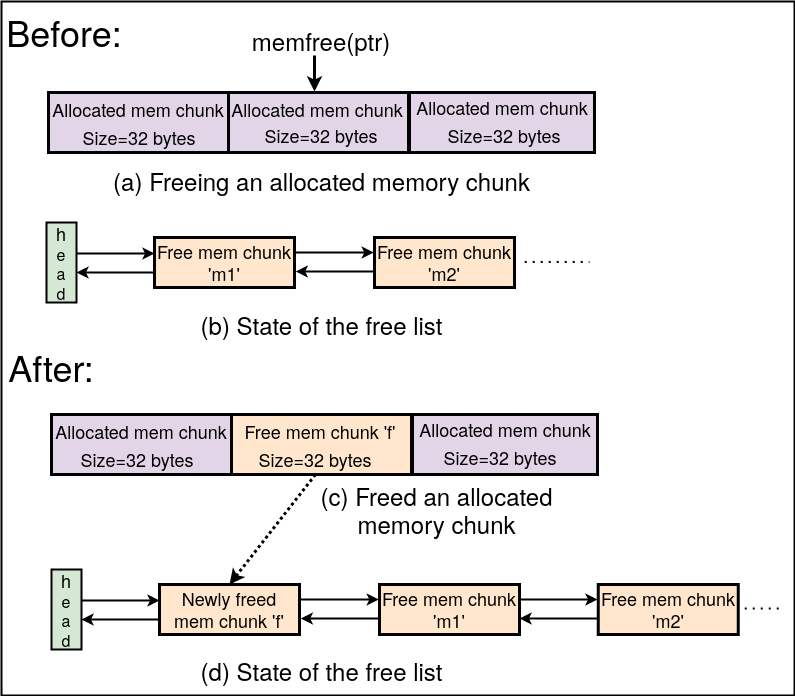 Before:
memfree(ptr)
Allocated mem chunk Allocated mem chunk Allocated mem chunk
Size=32 bytes Size=32 bytes Size=32 bytes
(a) Freeing an allocated memory chunk
head
Free mem chunk Free mem chunk
'm1' 'm2' .........
(b) State of the free list
After:
Allocated mem chunk Free mem chunk 'f' Allocated mem chunk
Size=32 bytes Size=32 bytes Size=32 bytes
(c) Freed an allocated
memory chunk
head
Newly freed Free mem chunk Free mem chunk
mem chunk 'f' 'm1' 'm2' .....
(d) State of the free list